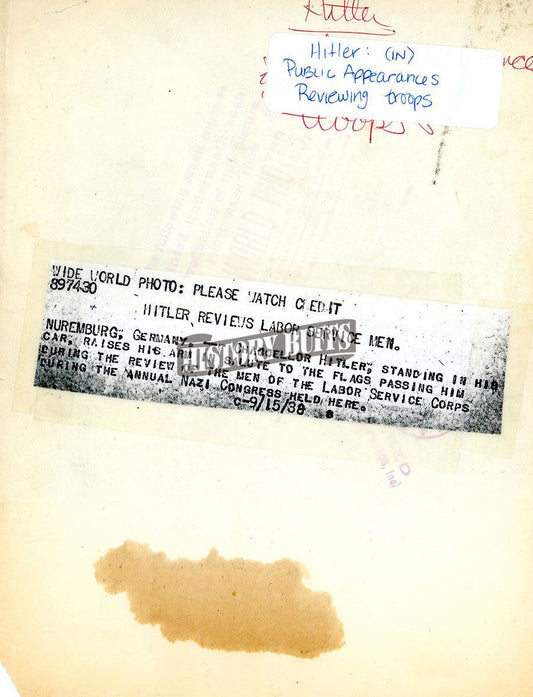 Hitler
Hitler: (IN)
Public Appearances
Reviewing troops
troops
WIDE WORLD PHOTO: PLEASE WATCH CREDIT
897430
HITLER REVIEWS LABOR SERVICE MEN.
NUREMBURG, GERMANY CHANCELLOR HITLER, STANDING IN HIS
CAR, RAISES HIS ARM SALUTE TO THE FLAGS PASSING HIM
DURING THE REVIEW THE MEN OF THE LABOR SERVICE CORPS
DURING THE ANNUAL NAZI CONGRESS HELD HERE.
C-9/15/38 S
HISTORY BUFFS
WORLD PHOTOS